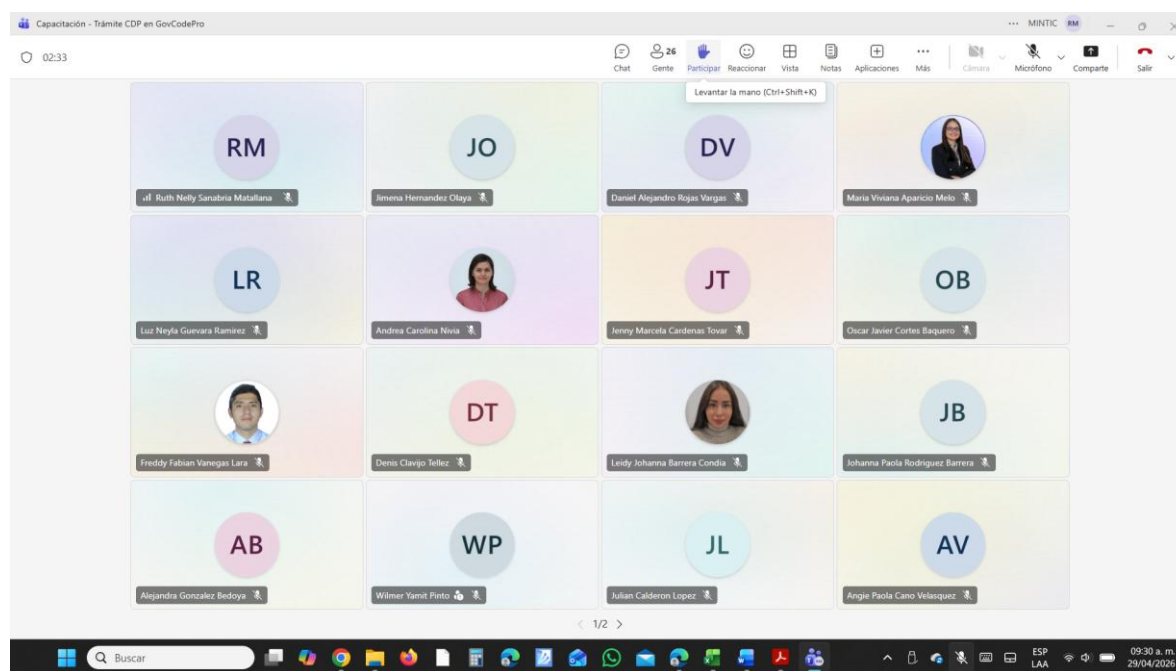 Capacitación - Trámite CDP en GovCodePro
MINTIC RM
02:33
26
Chat Gente Participar Reaccionar Vista Notas Aplicaciones Más Cámara Micrófono Comparte Salir
Levantar la mano (Ctrl+Shift+K)
RM JO DV
Ruth Nelly Sanabria Matallana Jimena Hernandez Olaya Daniel Alejandro Rojas Vargas Maria Viviana Aparicio Melo
LR JT OB
Luz Neyla Guevara Ramirez Andrea Carolina Nivia Jenny Marcela Cardenas Tovar Oscar Javier Cortes Baquero
DT JB
Freddy Fabian Vanegas Lara Denis Clavijo Tellez Leidy Johanna Barrera Condia Johanna Paola Rodriguez Barrera
AB WP JL AV
Alejandra Gonzalez Bedoya Wilmer Yamit Pinto Julian Calderon Lopez Angie Paola Cano Velasquez
1/2
Buscar
ESP
LAA
09:30 a.